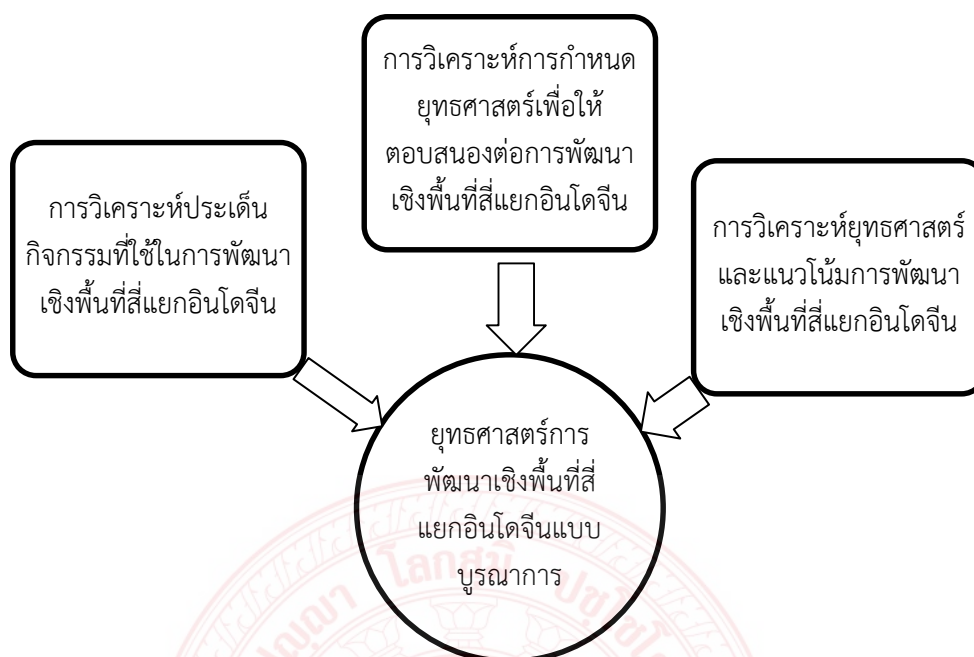 การวิเคราะห์การกำหนด
ยุทธศาสตร์เพื่อให้
ตอบสนองต่อการพัฒนา
เชิงพื้นที่สี่แยกอินโดจีน
การวิเคราะห์ประเด็น
กิจกรรมที่ใช้ในการพัฒนา
เชิงพื้นที่สี่แยกอินโดจีน
การวิเคราะห์ยุทธศาสตร์
และแนวโน้มการพัฒนา
เชิงพื้นที่สี่แยกอินโดจีน
ยุทธศาสตร์การ
พัฒนาเชิงพื้นที่สี่
แยกอินโดจีนแบบ
บูรณาการ
โลกสฺมิ